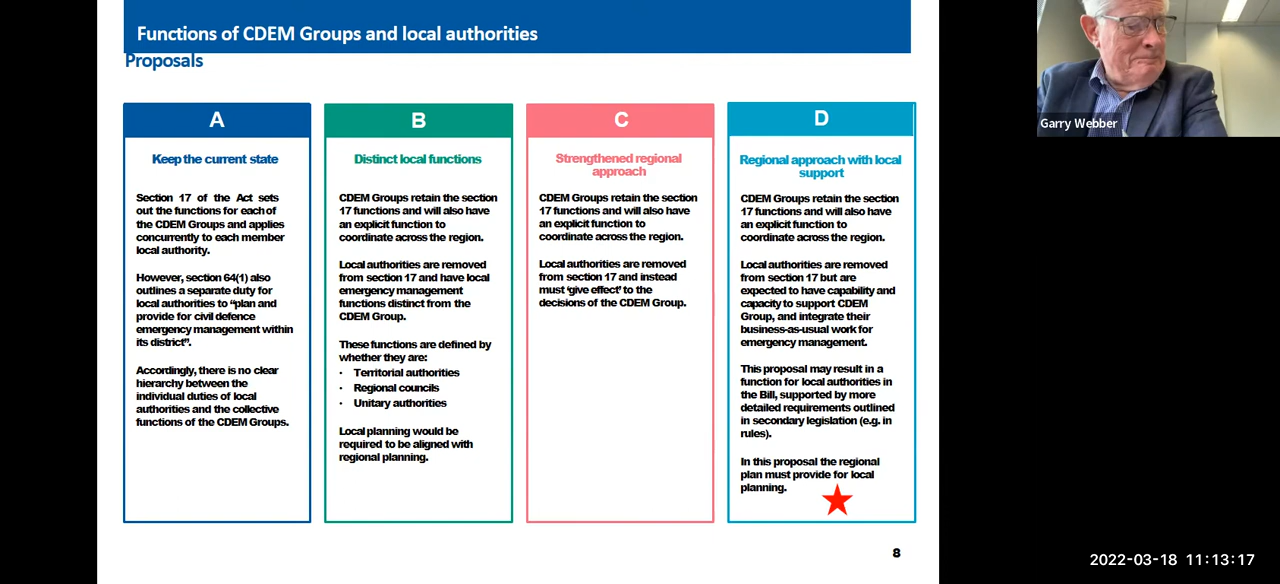 Functions of CDEM Groups and local authorities
Proposals
A
Keep the current state
Section 17 of the Act sets
out the functions for each of
the CDEM Groups and applies
concurrently to each member
local authority.
However, section 64(1) also
outlines a separate duty for
local authorities to “plan and
provide for civil defence
emergency management within
its district”.
Accordingly, there is no clear
hierarchy between the
individual duties of local
authorities and the collective
functions of the CDEM Groups.
B
Distinct local functions
CDEM Groups retain the section
17 functions and will also have
an explicit function to
coordinate across the region.
Local authorities are removed
from section 17 and have local
emergency management
functions distinct from the
CDEM Group.
These functions are defined by
whether they are:
· Territorial authorities
· Regional councils
· Unitary authorities
Local planning would be
required to be aligned with
regional planning.
C
Strengthened regional
approach
CDEM Groups retain the section
17 functions and will also have
an explicit function to
coordinate across the region.
Local authorities are removed
from section 17 and instead
must ‘give effect’ to the
decisions of the CDEM Group.
D
Regional approach with local
support
CDEM Groups retain the section
17 functions and will also have
an explicit function to
coordinate across the region.
Local authorities are removed
from section 17 but are
expected to have capability and
capacity to support CDEM
Group, and integrate their
business-as-usual work for
emergency management.
This proposal may result in a
function for local authorities in
the Bill, supported by more
detailed requirements outlined
in secondary legislation (e.g. in
rules).
In this proposal the regional
plan must provide for local
planning.
8
Garry Webber
2022-03-18 11:13:17